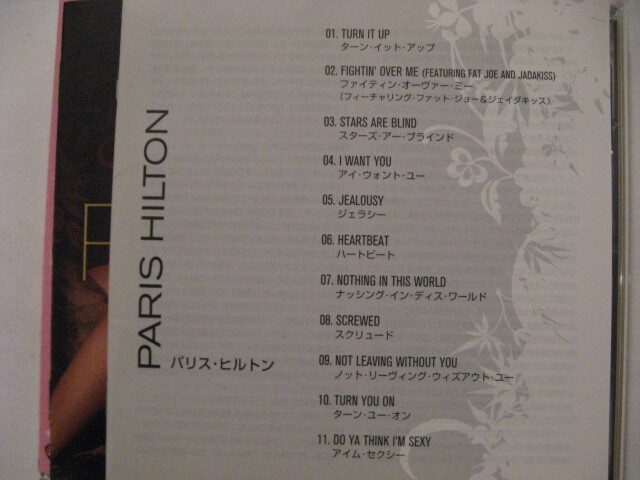 PARIS HILTON
パリス・ヒルトン
01. TURN IT UP
ターン・イット・アップ
02. FIGHTIN' OVER ME (FEATURING FAT JOE AND JADAKISS)
ファイティン・オーヴァー・ミー
(フィーチャリング・ファット・ジョー&ジェイダキッス)
03. STARS ARE BLIND
スターズ・アー・ブラインド
04. I WANT YOU
アイ・ウォント・ユー
05. JEALOUSY
ジェラシー
06. HEARTBEAT
ハートビート
07. NOTHING IN THIS WORLD
ナッシング・イン・ディス・ワールド
08. SCREWED
スクリュード
09. NOT LEAVING WITHOUT YOU
ノット・リーヴィング・ウィズアウト・ユー
10. TURN YOU ON
ターン・ユー・オン
11. DO YA THINK I'M SEXY
アイム・セクシー